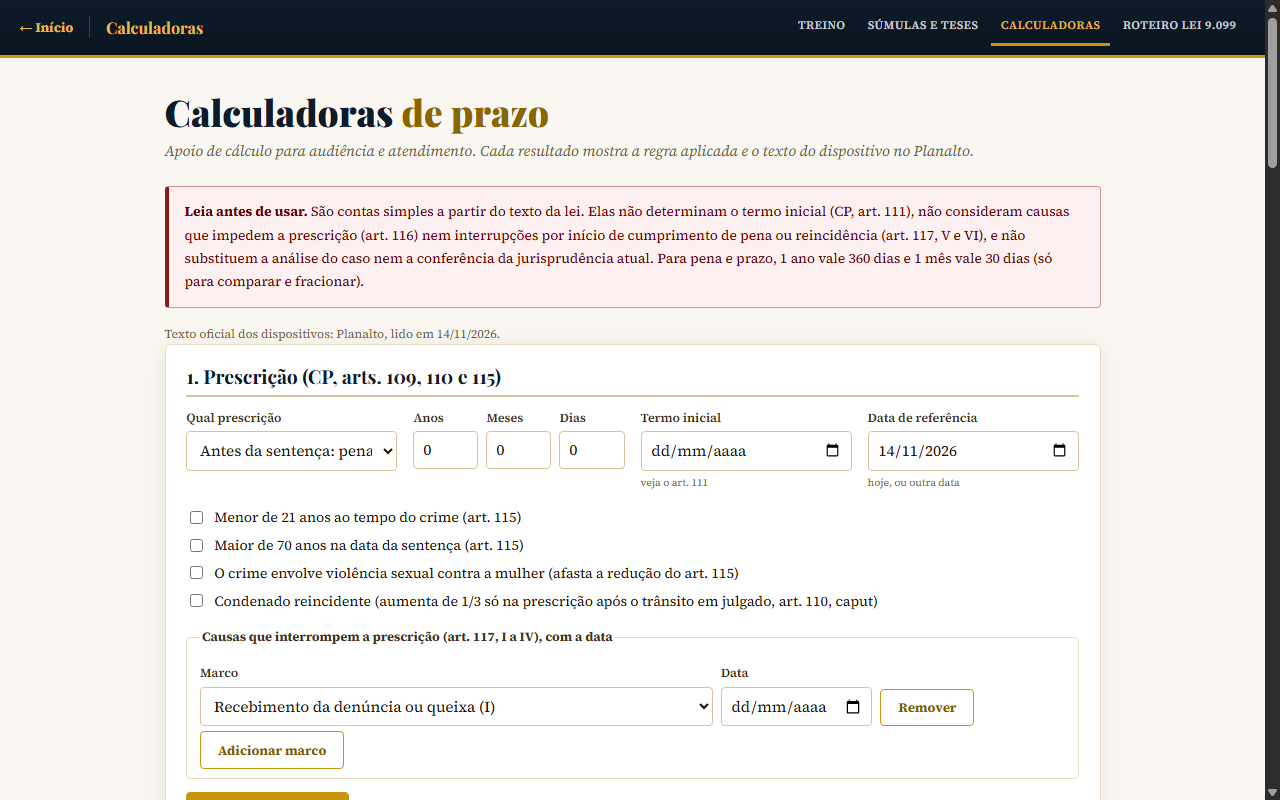 ←Início
Calculadoras
TREINO
SÚMULAS E TESES
CALCULADORAS
ROTEIRO LEI 9.099
Calculadoras de prazo
Apoio de cálculo para audiência e atendimento. Cada resultado mostra a regra aplicada e o texto do dispositivo no Planalto.
Leia antes de usar. São contas simples a partir do texto da lei. Elas não determinam o termo inicial (CP, art. 111), não consideram causas
que impedem a prescrição (art. 116) nem interrupções por início de cumprimento de pena ou reincidência (art. 117, V e VI), e não
substituem a análise do caso nem a conferência da jurisprudência atual. Para pena e prazo, 1 ano vale 360 dias e 1 mês vale 30 dias (só
para comparar e fracionar).
Texto oficial dos dispositivos: Planalto, lido em 14/11/2026.
1. Prescrição (CP, arts. 109, 110 e 115)
Qual prescrição
Anos
Meses
Dias
Termo inicial
Data de referência
Antes da sentença: pena
0
0
0
dd/mm/aaaa
14/11/2026
veja o art. 111
hoje, ou outra data
Menor de 21 anos ao tempo do crime (art. 115)
Maior de 70 anos na data da sentença (art. 115)
O crime envolve violência sexual contra a mulher (afasta a redução do art. 115)
Condenado reincidente (aumenta de 1/3 só na prescrição após o trânsito em julgado, art. 110, caput)
Causas que interrompem a prescrição (art. 117, I a IV), com a data
Marco
Data
Recebimento da denúncia ou queixa (I)
dd/mm/aaaa
Remover
Adicionar marco